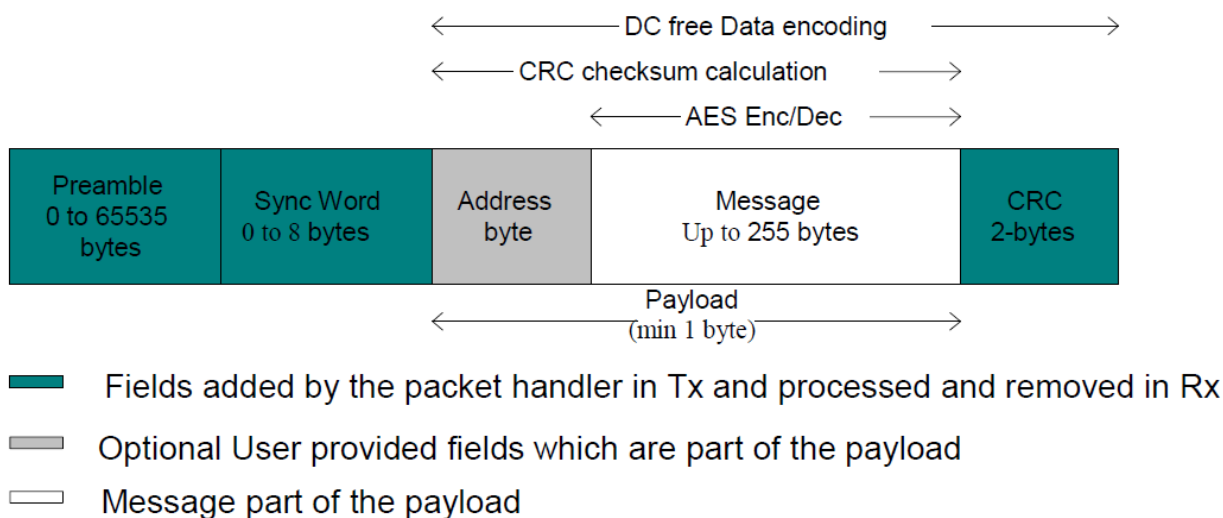 DC free Data encoding
CRC checksum calculation
AES Enc/Dec
Preamble
0 to 65535
bytes
Sync Word
0 to 8 bytes
Address
byte
Message
Up to 255 bytes
CRC
2-bytes
Payload
(min 1 byte)
Fields added by the packet handler in Tx and processed and removed in Rx
Optional User provided fields which are part of the payload
Message part of the payload